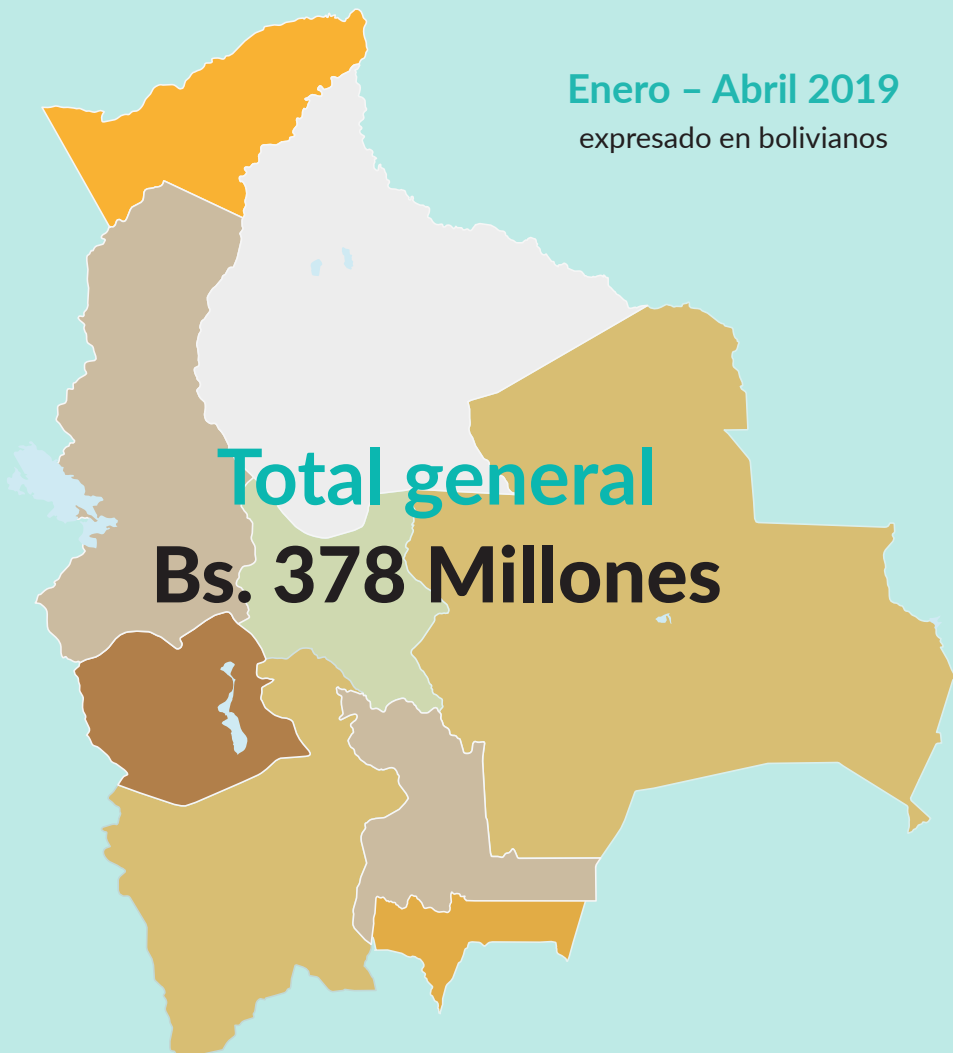 Enero – Abril 2019
expresado en bolivianos
Total general
Bs. 378 Millones